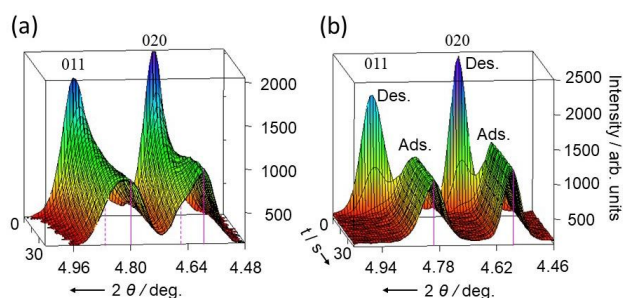 (a)
011
020
2000
1500
1000
500
0
30
4.96
4.80
4.64
4.48
2 θ / deg.
(b)
011
020
Des.
Des.
Ads.
Ads.
2500
2000
1500
1000
500
Intensity / arb. units
0
30
t / s
4.94
4.78
4.62
4.46
2 θ / deg.